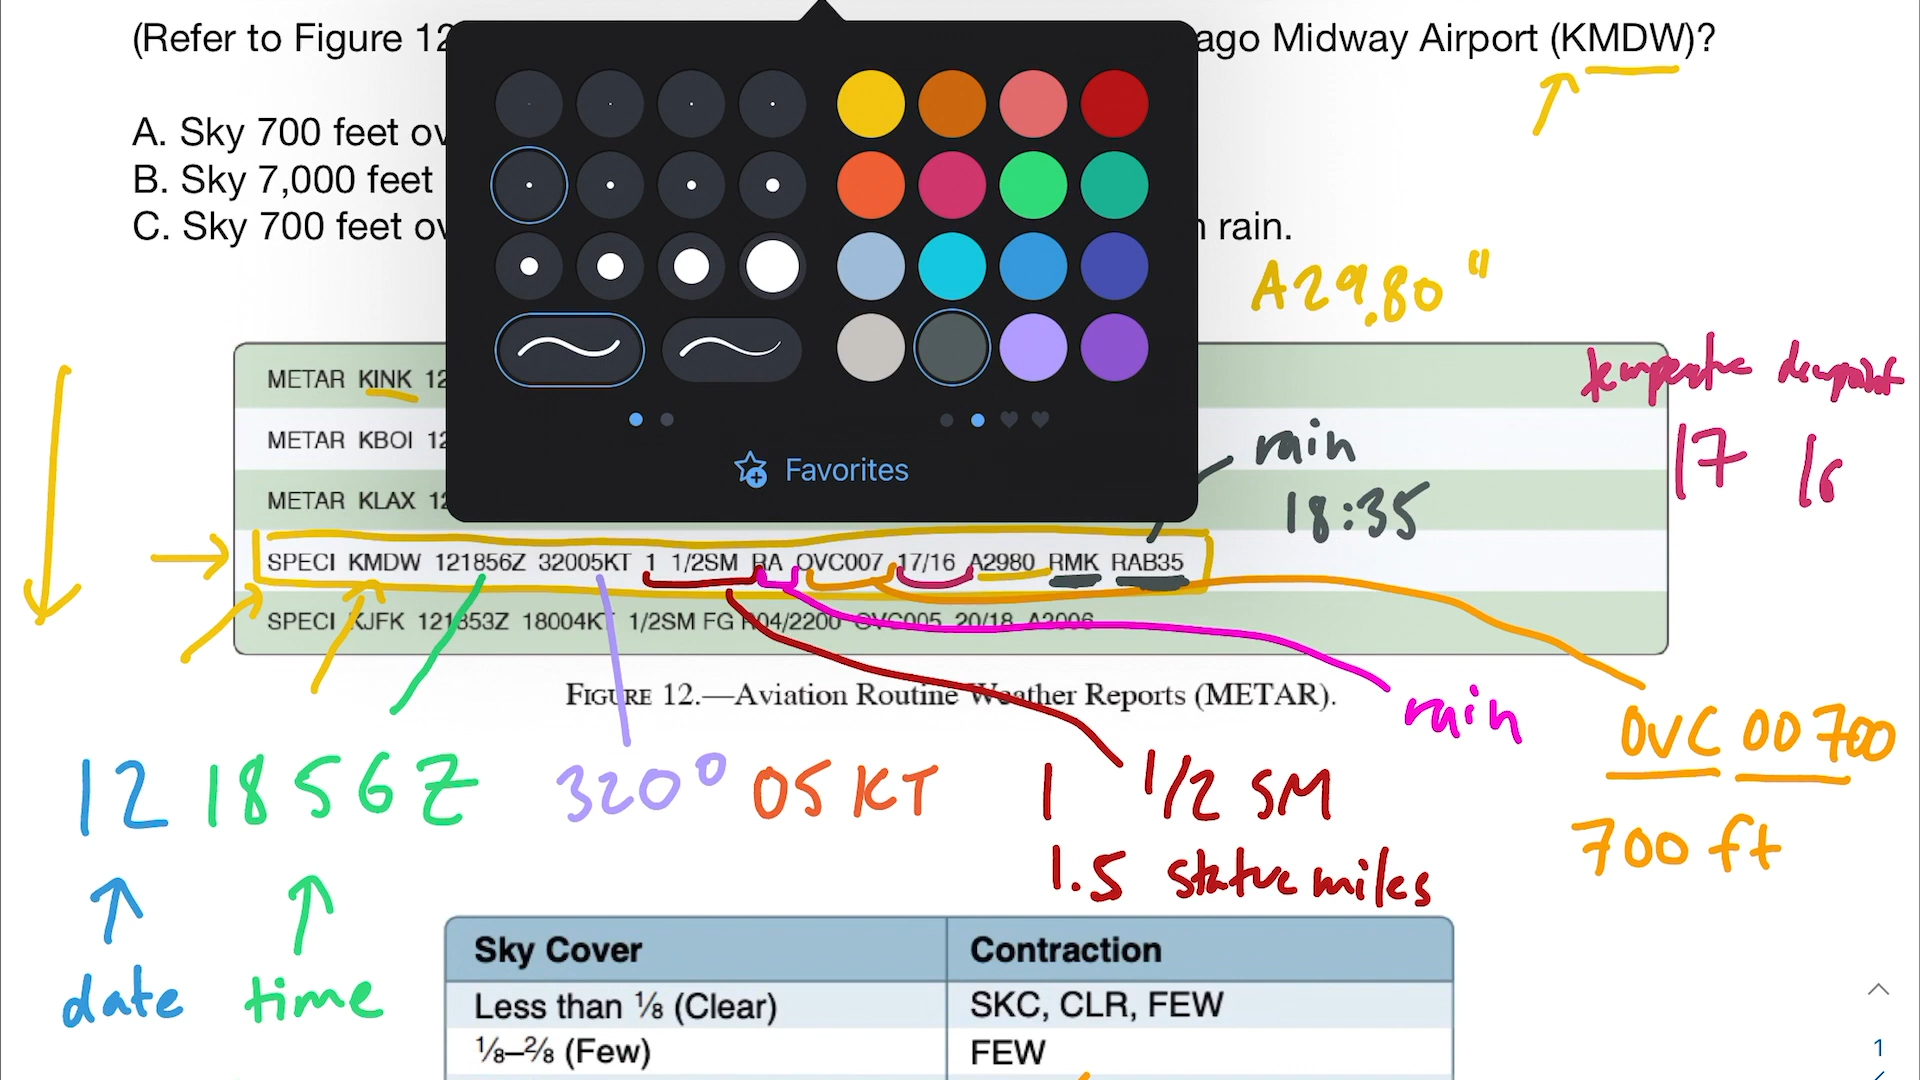 (Refer to Figure 12 ago Midway Airport (KMDW)?
A. Sky 700 feet ov
B. Sky 7,000 feet
C. Sky 700 feet ov n rain.
Favorites
A29.80"
METAR KINK 12
METAR KBOI 12
METAR KLAX 12
SPECI KMDW 121856Z 32005KT 1 1/2SM RA OVC007 17/16 A2980 RMK RAB35
SPECI KJFK 121853Z 18004KT 1/2SM FG R04/2200 OVC005 20/18 A2006
temperature dewpoint
17 16
rain
18:35
FIGURE 12.—Aviation Routine Weather Reports (METAR).
rain
OVC 00700
700 ft
12 1856Z 320° 05 KT 1 1/2 SM
1.5 statue miles
date time
Sky Cover Contraction
Less than ⅛ (Clear) SKC, CLR, FEW
⅛–²⁄₈ (Few) FEW
1